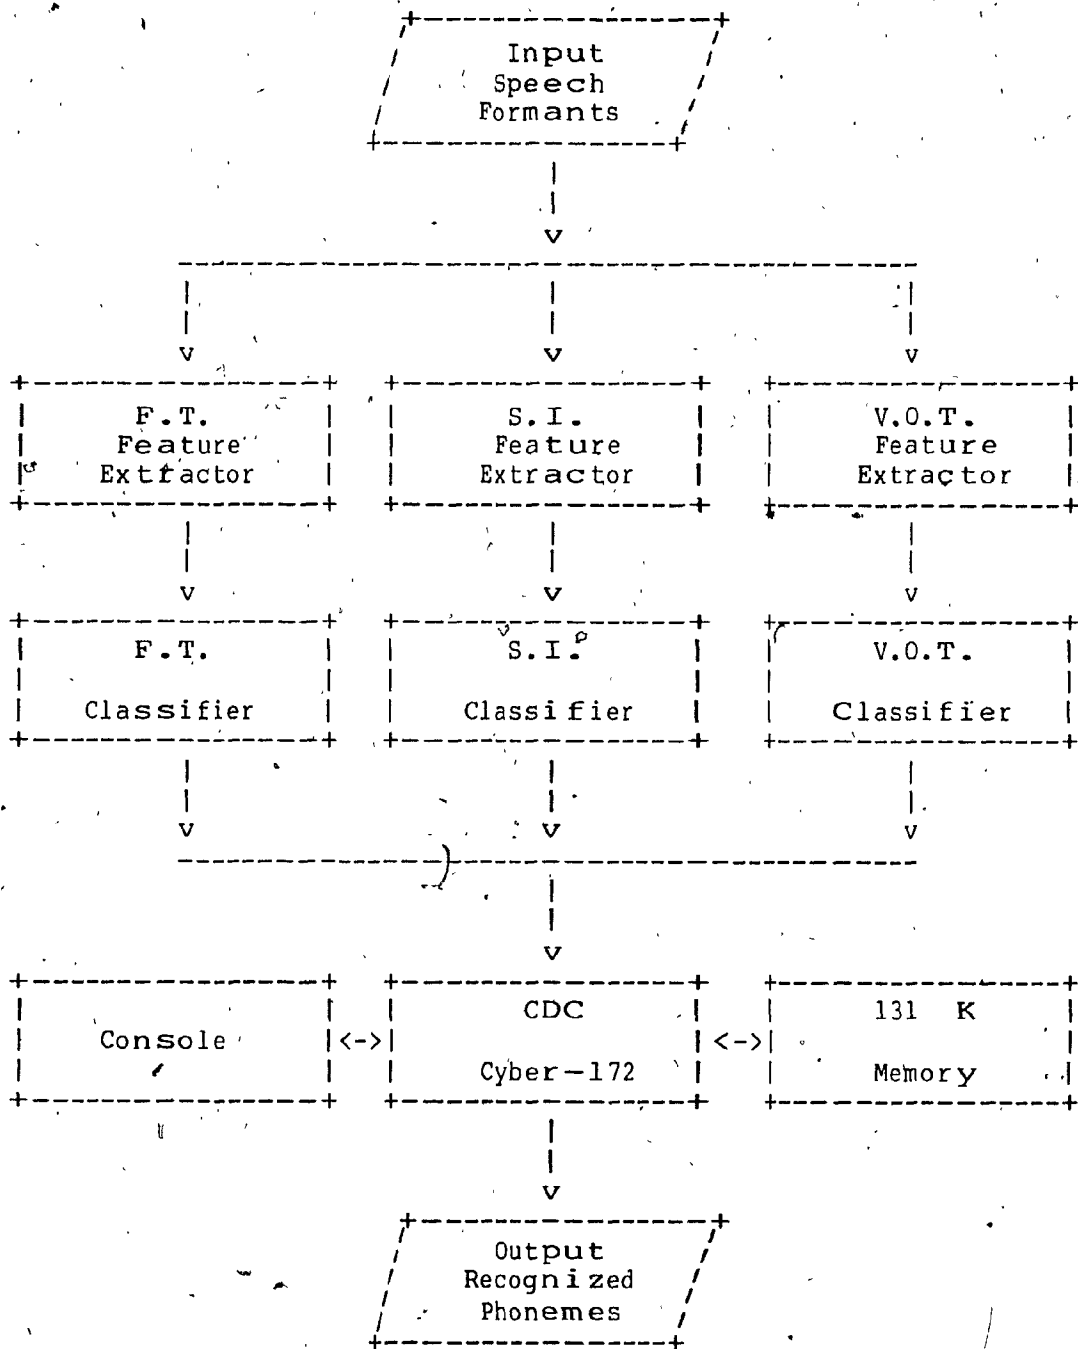 Input
Speech
Formants
F.T.
Feature
Extractor
S.I.
Feature
Extractor
V.O.T.
Feature
Extractor
F.T.
Classifier
S.I.
Classifier
V.O.T.
Classifier
Console
<->
CDC
Cyber-172
<->
131 K
Memory
Output
Recognized
Phonemes